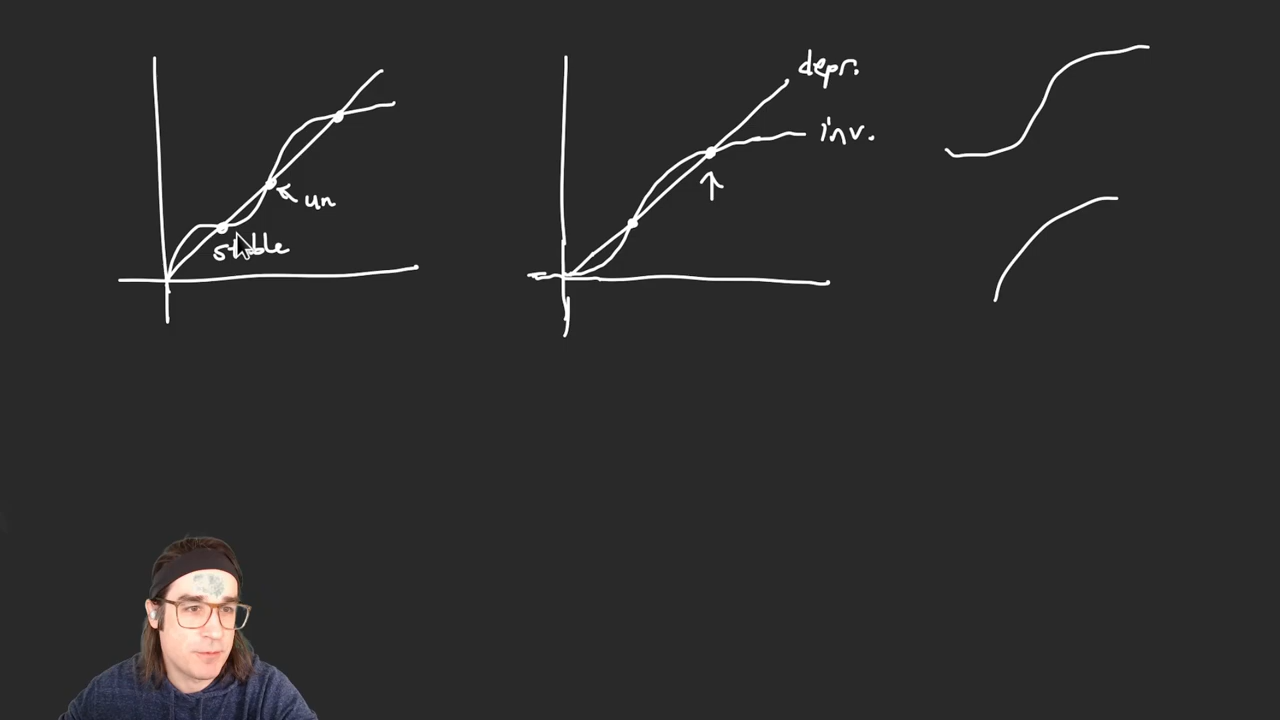 depr.
inv.
un
stable